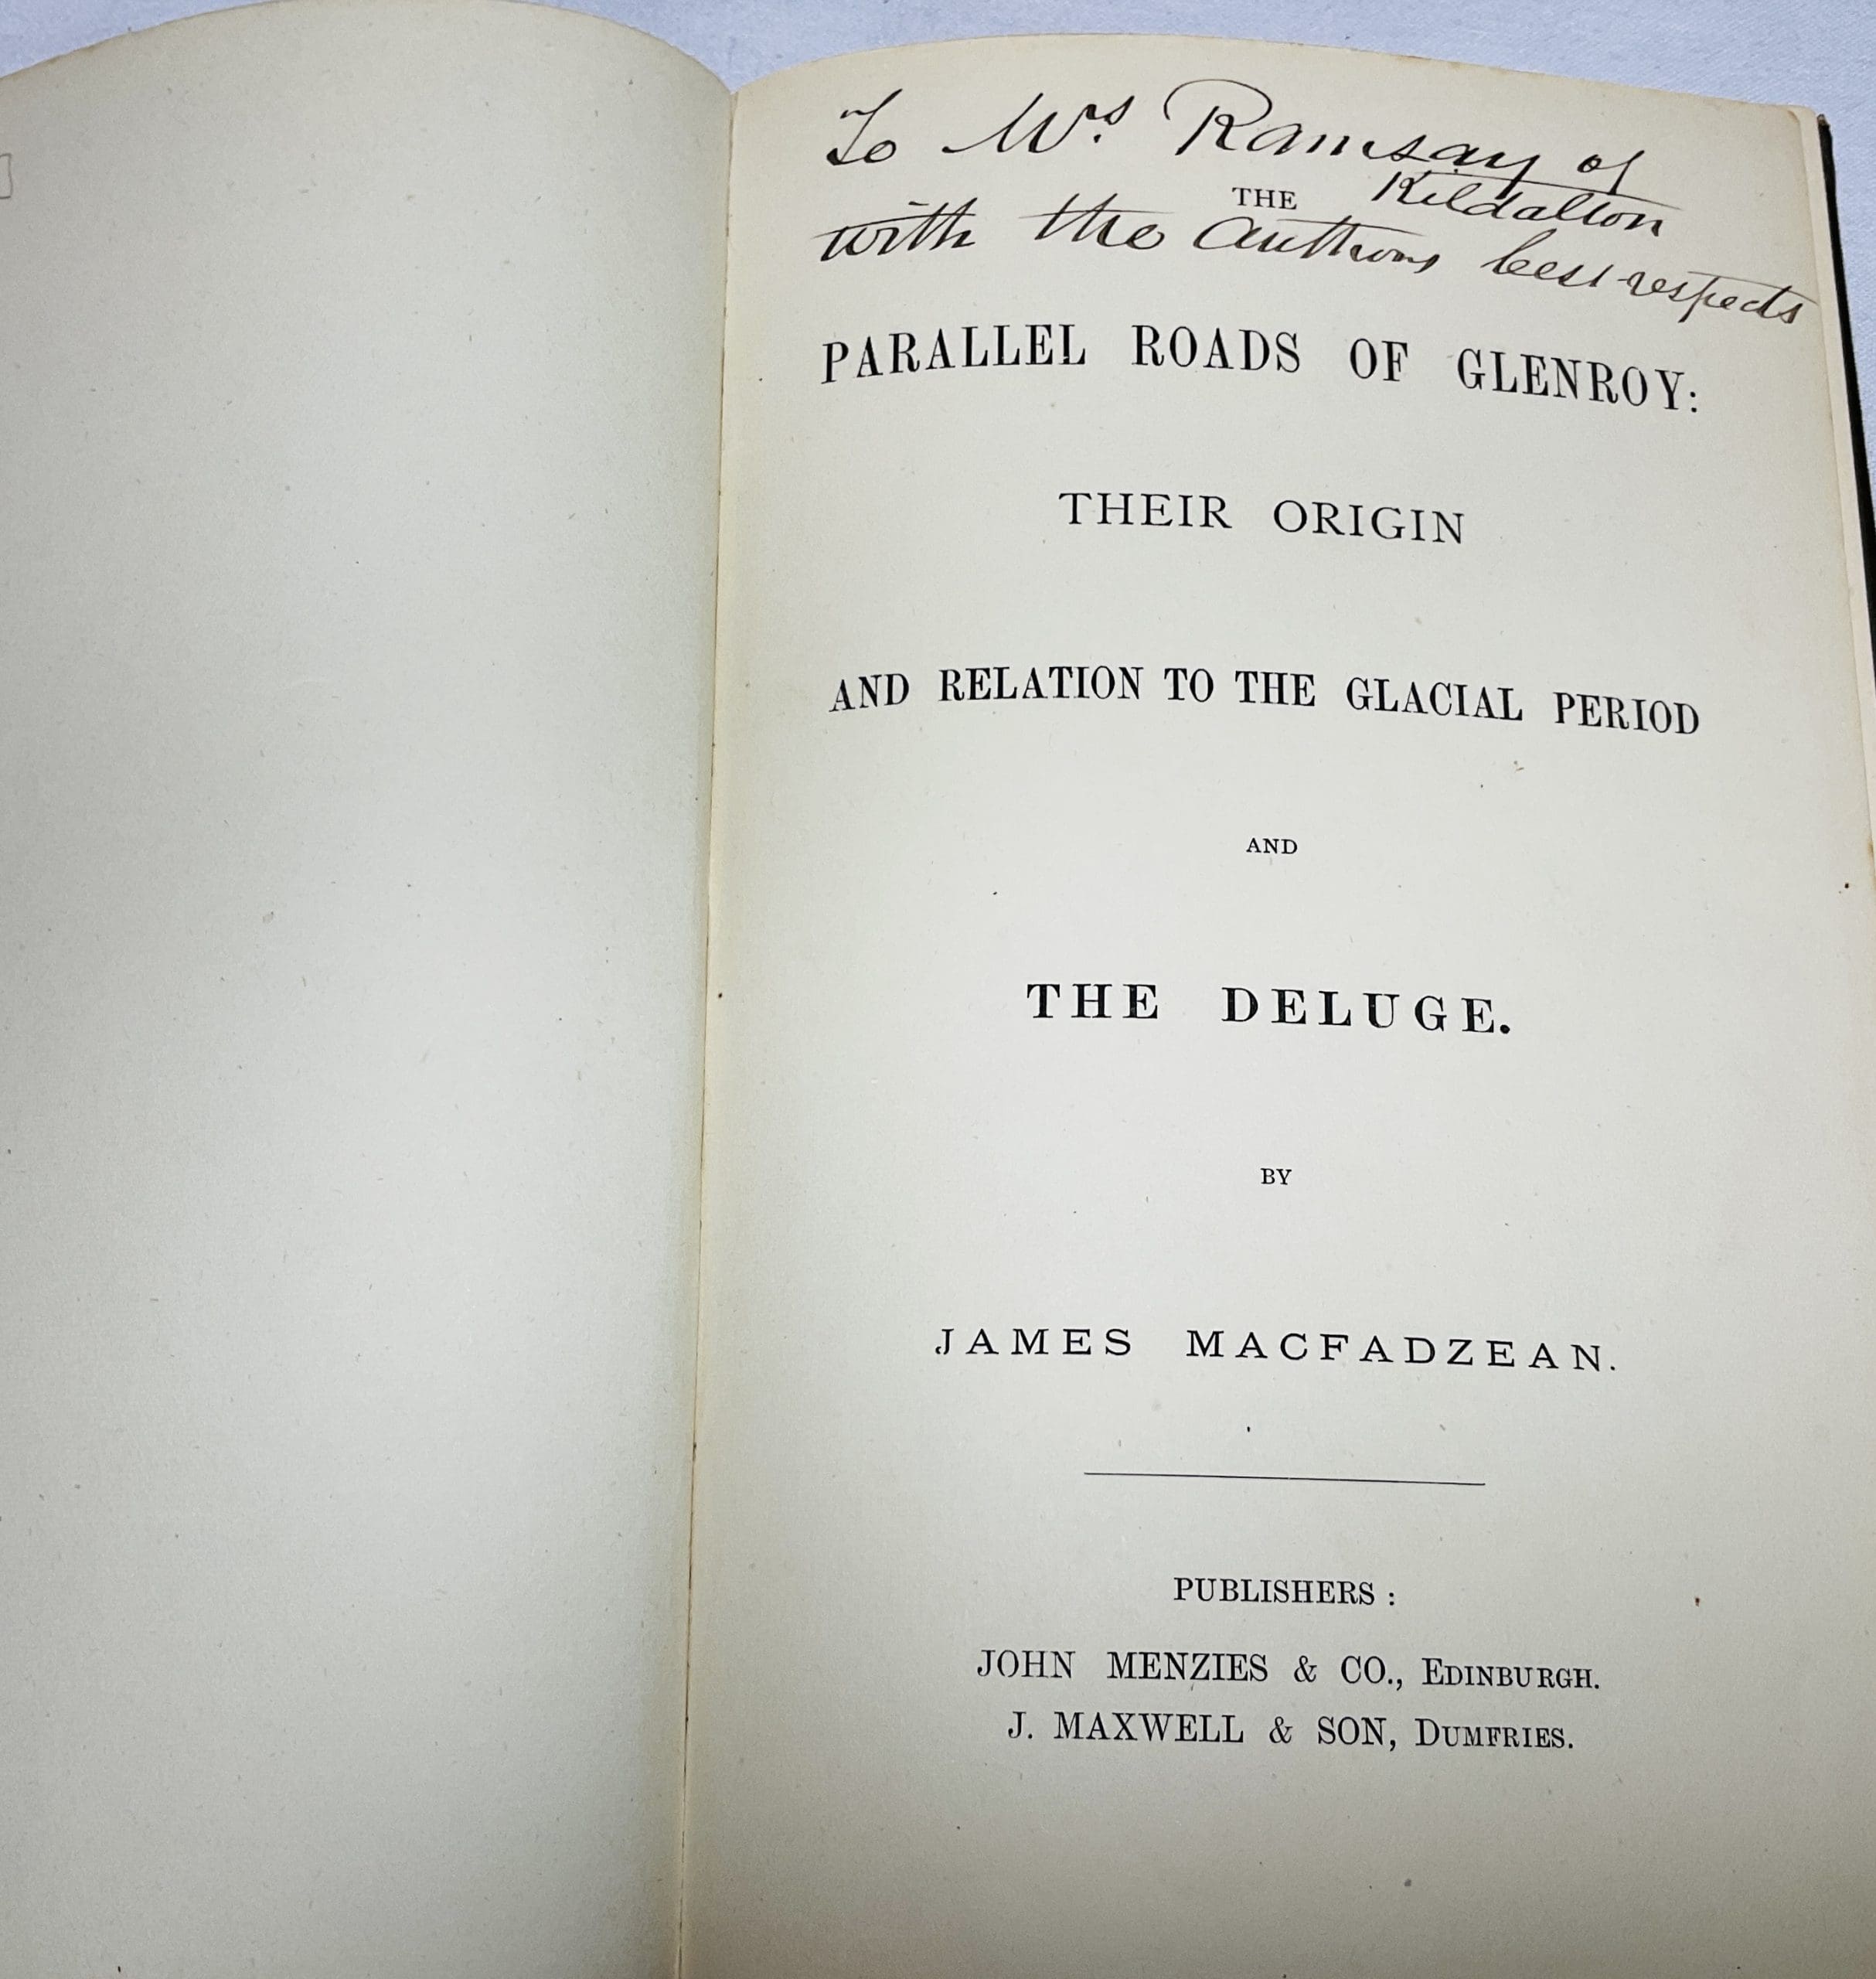 To Mrs. Ramsay of
Kildalton
THE
with the Authors best respects
PARALLEL ROADS OF GLENROY:
THEIR ORIGIN
AND RELATION TO THE GLACIAL PERIOD
AND
THE DELUGE.
BY
JAMES MACFADZEAN.
PUBLISHERS :
JOHN MENZIES & CO., EDINBURGH.
J. MAXWELL & SON, DUMFRIES.